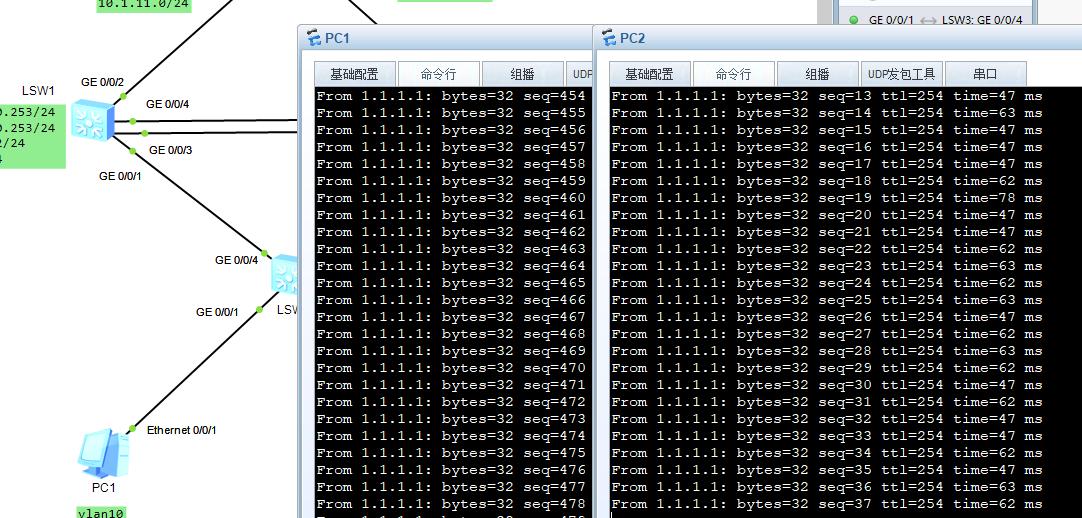 10.1.11.0/24
GE 0/0/1 LSW3: GE 0/0/4
GE 0/0/2
LSW1
GE 0/0/4
0.253/24
0.253/24
2/24
4
GE 0/0/3
GE 0/0/1
GE 0/0/4
GE 0/0/1
LSW
Ethernet 0/0/1
PC1
vlan10
PC1
基础配置 命令行 组播 UDP
From 1.1.1.1: bytes=32 seq=454
From 1.1.1.1: bytes=32 seq=455
From 1.1.1.1: bytes=32 seq=456
From 1.1.1.1: bytes=32 seq=457
From 1.1.1.1: bytes=32 seq=458
From 1.1.1.1: bytes=32 seq=459
From 1.1.1.1: bytes=32 seq=460
From 1.1.1.1: bytes=32 seq=461
From 1.1.1.1: bytes=32 seq=462
From 1.1.1.1: bytes=32 seq=463
From 1.1.1.1: bytes=32 seq=464
From 1.1.1.1: bytes=32 seq=465
From 1.1.1.1: bytes=32 seq=466
From 1.1.1.1: bytes=32 seq=467
From 1.1.1.1: bytes=32 seq=468
From 1.1.1.1: bytes=32 seq=469
From 1.1.1.1: bytes=32 seq=470
From 1.1.1.1: bytes=32 seq=471
From 1.1.1.1: bytes=32 seq=472
From 1.1.1.1: bytes=32 seq=473
From 1.1.1.1: bytes=32 seq=474
From 1.1.1.1: bytes=32 seq=475
From 1.1.1.1: bytes=32 seq=476
From 1.1.1.1: bytes=32 seq=477
From 1.1.1.1: bytes=32 seq=478
PC2
基础配置 命令行 组播 UDP发包工具 串口
From 1.1.1.1: bytes=32 seq=13 ttl=254 time=47 ms
From 1.1.1.1: bytes=32 seq=14 ttl=254 time=63 ms
From 1.1.1.1: bytes=32 seq=15 ttl=254 time=47 ms
From 1.1.1.1: bytes=32 seq=16 ttl=254 time=47 ms
From 1.1.1.1: bytes=32 seq=17 ttl=254 time=47 ms
From 1.1.1.1: bytes=32 seq=18 ttl=254 time=62 ms
From 1.1.1.1: bytes=32 seq=19 ttl=254 time=78 ms
From 1.1.1.1: bytes=32 seq=20 ttl=254 time=47 ms
From 1.1.1.1: bytes=32 seq=21 ttl=254 time=47 ms
From 1.1.1.1: bytes=32 seq=22 ttl=254 time=62 ms
From 1.1.1.1: bytes=32 seq=23 ttl=254 time=63 ms
From 1.1.1.1: bytes=32 seq=24 ttl=254 time=62 ms
From 1.1.1.1: bytes=32 seq=25 ttl=254 time=63 ms
From 1.1.1.1: bytes=32 seq=26 ttl=254 time=47 ms
From 1.1.1.1: bytes=32 seq=27 ttl=254 time=62 ms
From 1.1.1.1: bytes=32 seq=28 ttl=254 time=63 ms
From 1.1.1.1: bytes=32 seq=29 ttl=254 time=62 ms
From 1.1.1.1: bytes=32 seq=30 ttl=254 time=47 ms
From 1.1.1.1: bytes=32 seq=31 ttl=254 time=62 ms
From 1.1.1.1: bytes=32 seq=32 ttl=254 time=47 ms
From 1.1.1.1: bytes=32 seq=33 ttl=254 time=47 ms
From 1.1.1.1: bytes=32 seq=34 ttl=254 time=62 ms
From 1.1.1.1: bytes=32 seq=35 ttl=254 time=47 ms
From 1.1.1.1: bytes=32 seq=36 ttl=254 time=63 ms
From 1.1.1.1: bytes=32 seq=37 ttl=254 time=62 ms